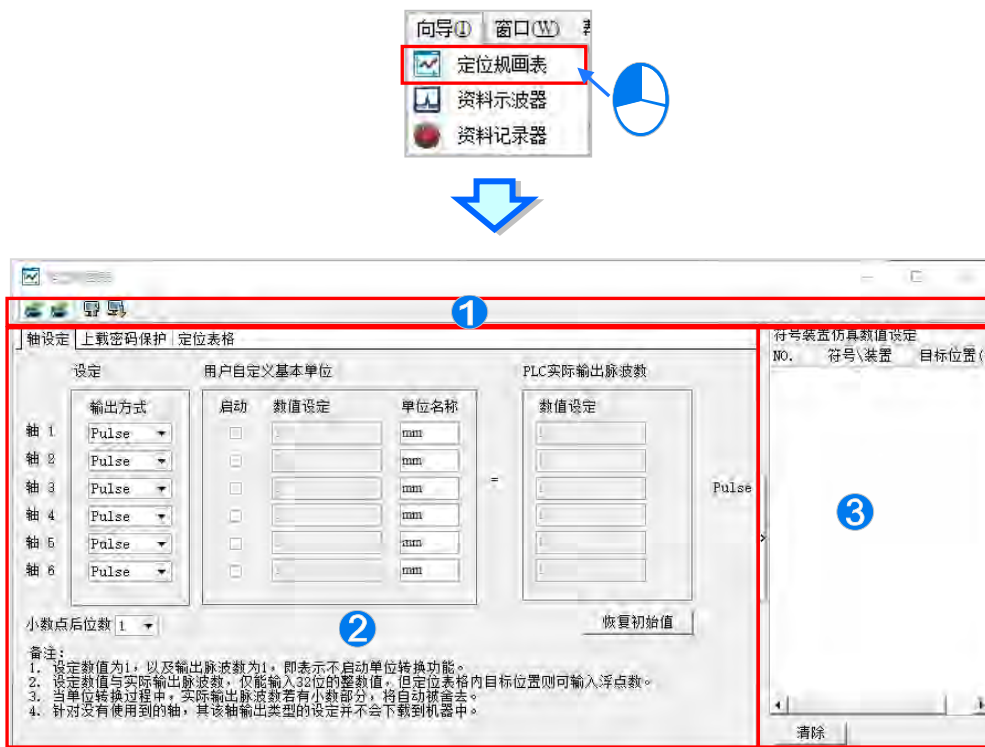 向导(I) 窗口(W)
定位规画表
资料示波器
资料记录器
1
轴设定 上载密码保护 定位表格
符号装置仿真数值设定
NO. 符号\装置 目标位置(
设定 用户自定义基本单位 PLC实际输出脉波数
输出方式 启动 数值设定 单位名称 数值设定
轴 1 Pulse 1 mm 1
轴 2 Pulse mm
轴 3 Pulse mm = Pulse
轴 4 Pulse mm
轴 5 Pulse mm
轴 6 Pulse mm
3
小数点后位数 1 恢复初始值
2
备注:
1. 设定数值为1，以及输出脉波数为1，即表示不启动单位转换功能。
2. 设定数值与实际输出脉波数，仅能输入32位的整数值，但定位表格内目标位置则可输入浮点数。
3. 当单位转换过程中，实际输出脉波数若有小数部分，将自动被舍去。
4. 针对没有使用到的轴，其该轴输出类型的设定并不会下载到机器中。
清除